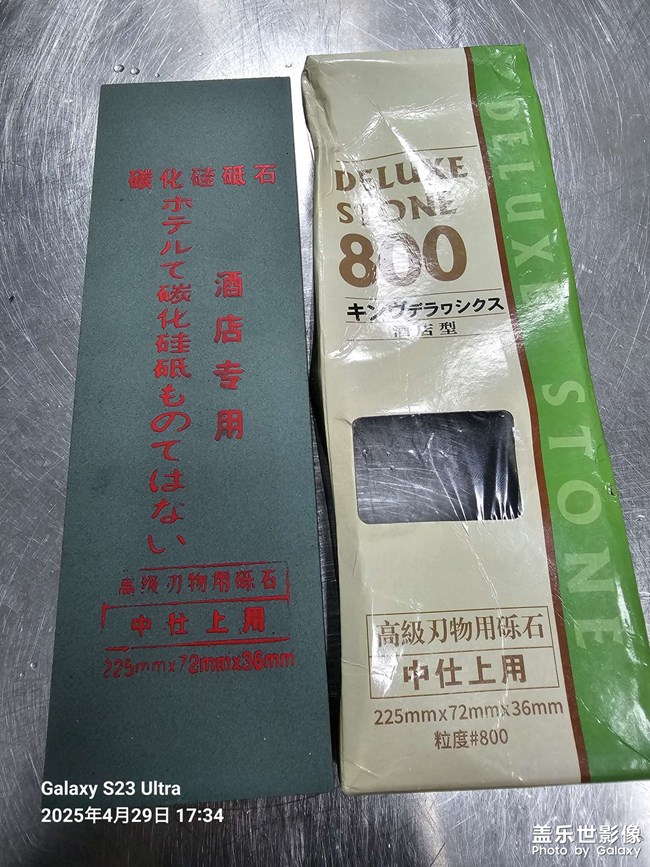 碳化硅砥石
ホテルて碳化硅砥ものてはない
酒店专用
高级刃物用砾石
中仕上用
225mmx72mmx36mm
DELUXE
STONE
800
キングデラヮシクス
酒店型
高級刃物用砾石
中仕上用
225mmx72mmx36mm
粒度#800
DELUXE STONE
Galaxy S23 Ultra
2025年4月29日 17:34
盖乐世影像
Photo by Galaxy